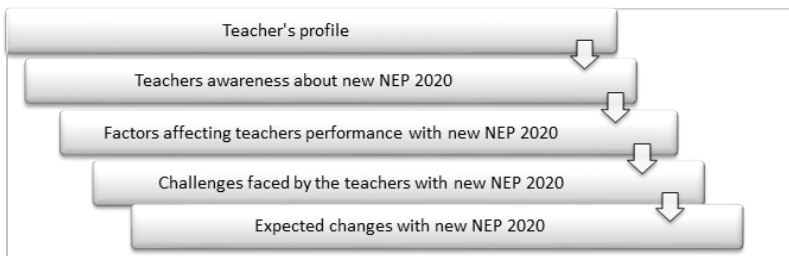 Teacher's profile
Teachers awareness about new NEP 2020
Factors affecting teachers performance with new NEP 2020
Challenges faced by the teachers with new NEP 2020
Expected changes with new NEP 2020